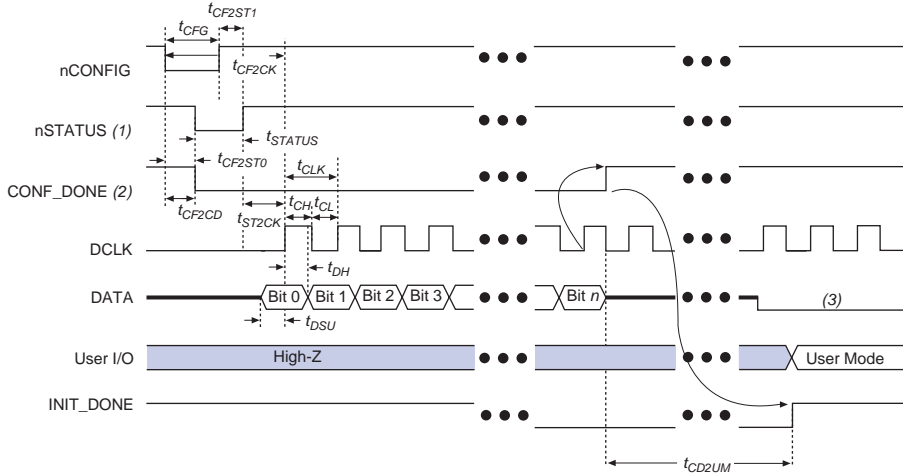 tCF2ST1
tCFG
tCF2CK
nCONFIG
nSTATUS (1)
tSTATUS
tCF2ST0
tCLK
CONF_DONE (2)
tCF2CD
tST2CK
tCH
tCL
DCLK
tDH
DATA
Bit 0
Bit 1
Bit 2
Bit 3
Bit n
(3)
tDSU
User I/O
High-Z
User Mode
INIT_DONE
tCD2UM